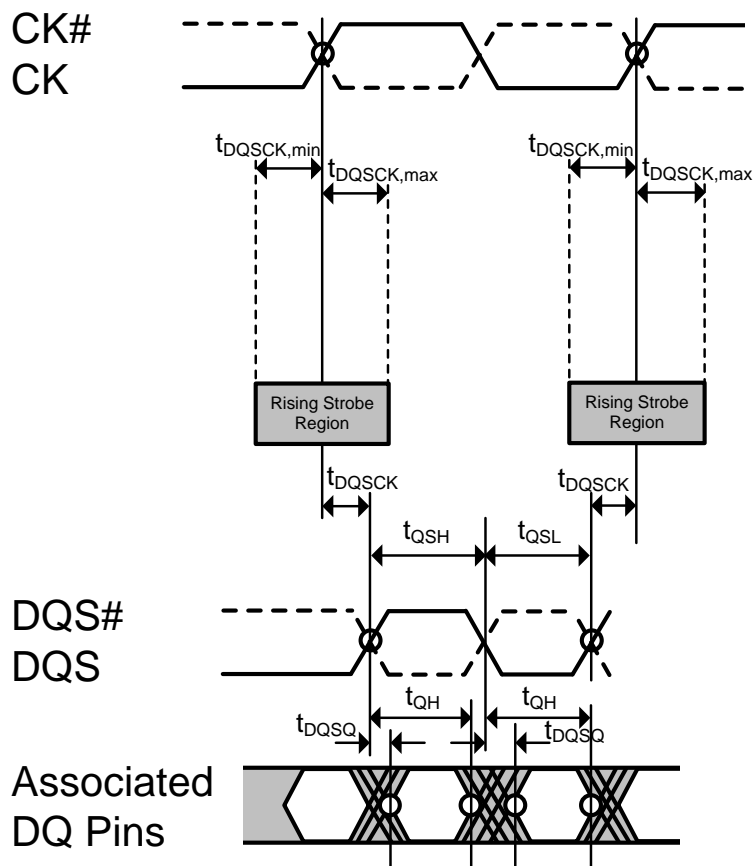 CK#
CK
tDQSCK,min
tDQSCK,max
tDQSCK,min
tDQSCK,max
Rising Strobe
Region
Rising Strobe
Region
tDQSCK
tDQSCK
tQSH
tQSL
DQS#
DQS
tQH
tQH
tDQSQ
tDQSQ
Associated
DQ Pins